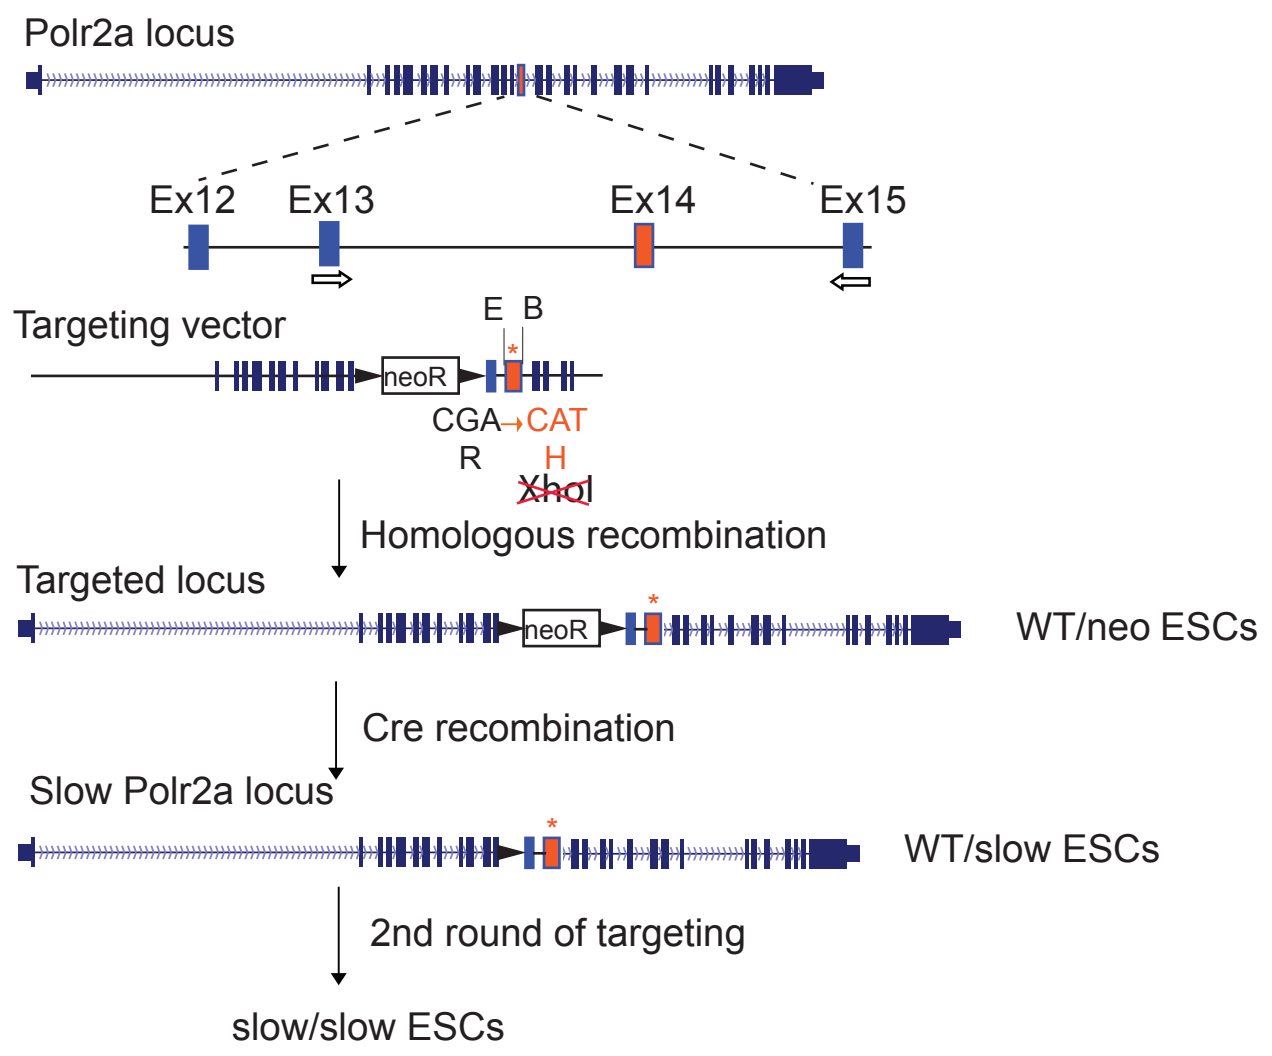 Polr2a locus
Ex12 Ex13 Ex14 Ex15
E B
Targeting vector
*
neoR
CGA→CAT
R H
XhoI
Homologous recombination
Targeted locus
*
neoR
WT/neo ESCs
Cre recombination
Slow Polr2a locus
*
WT/slow ESCs
2nd round of targeting
slow/slow ESCs